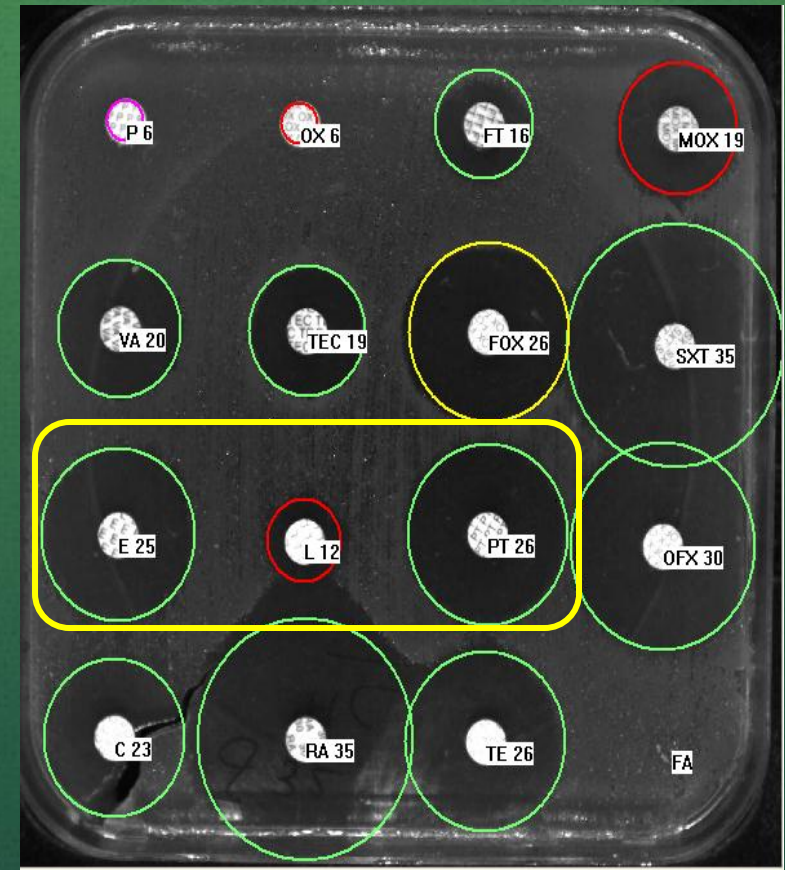 P 6
OX 6
FT 16
MOX 19
VA 20
TEC 19
FOX 26
SXT 35
E 25
L 12
PT 26
OFX 30
C 23
RA 35
TE 26
FA